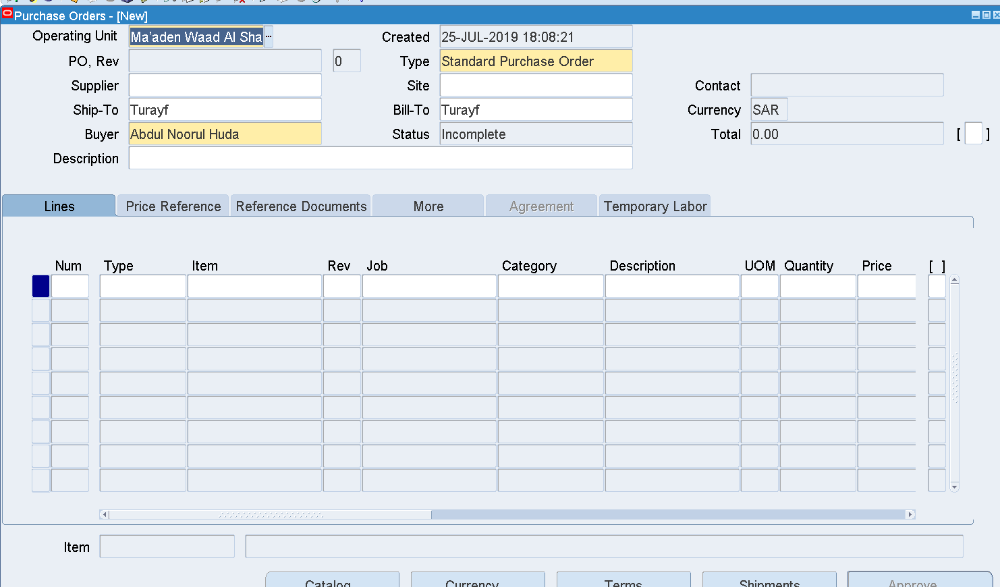 Purchase Orders - [New]
Operating Unit Ma'aden Waad Al Sha ... Created 25-JUL-2019 18:08:21
PO, Rev 0 Type Standard Purchase Order
Supplier Site Contact
Ship-To Turayf Bill-To Turayf Currency SAR
Buyer Abdul Noorul Huda Status Incomplete Total 0.00 [ ]
Description
Lines Price Reference Reference Documents More Agreement Temporary Labor
Num Type Item Rev Job Category Description UOM Quantity Price [ ]
Item
Catalog Currency Terms Shipments Approve